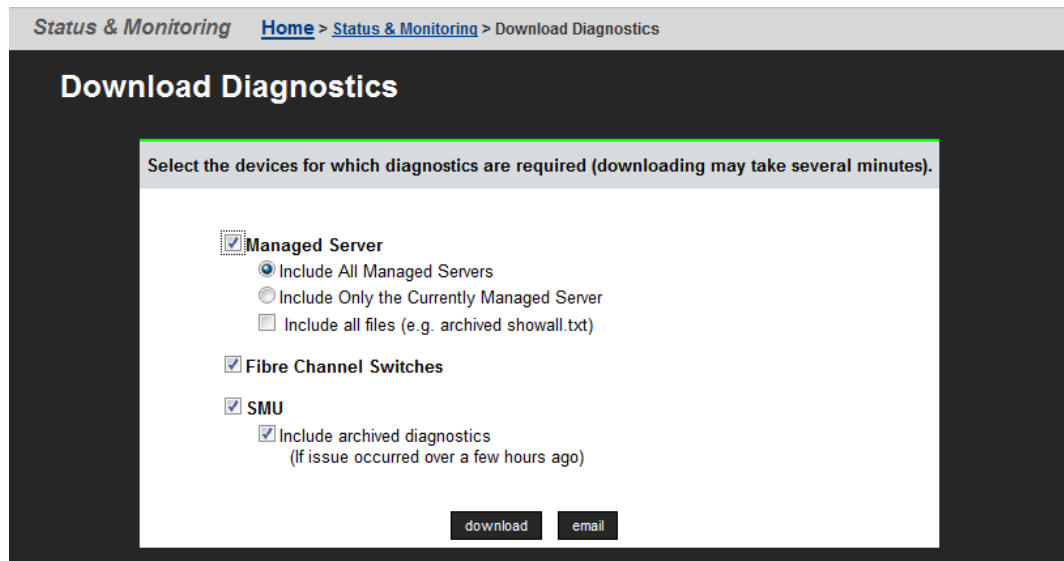 Status & Monitoring Home > Status & Monitoring > Download Diagnostics
Download Diagnostics
Select the devices for which diagnostics are required (downloading may take several minutes).
Managed Server
Include All Managed Servers
Include Only the Currently Managed Server
Include all files (e.g. archived showall.txt)
Fibre Channel Switches
SMU
Include archived diagnostics
(If issue occurred over a few hours ago)
download email